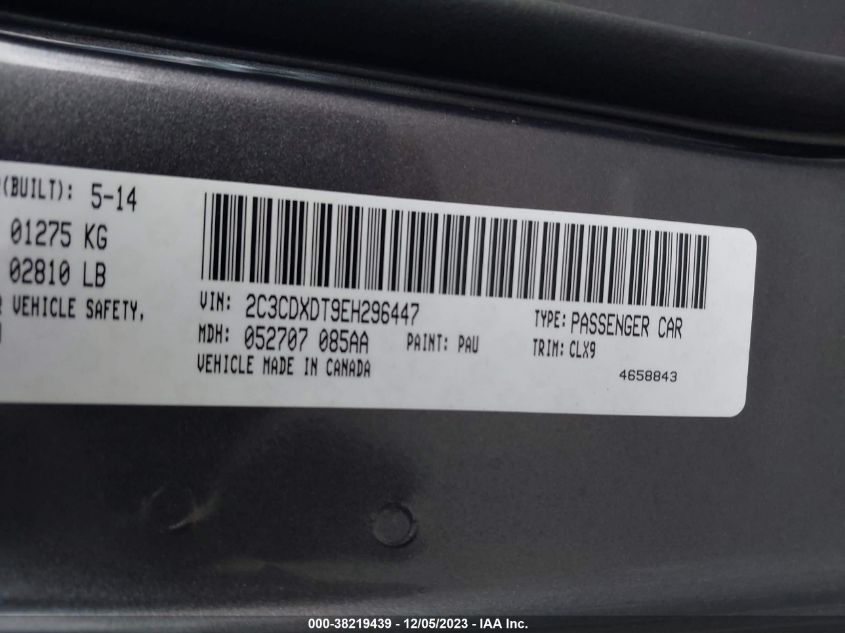 (BUILT): 5-14
01275 KG
02810 LB
VEHICLE SAFETY,
VIN: 2C3CDXDT9EH296447
TYPE: PASSENGER CAR
MDH: 052707 085AA
PAINT: PAU
TRIM: CLX9
VEHICLE MADE IN CANADA
4658843
000-38219439 - 12/05/2023 - IAA Inc.